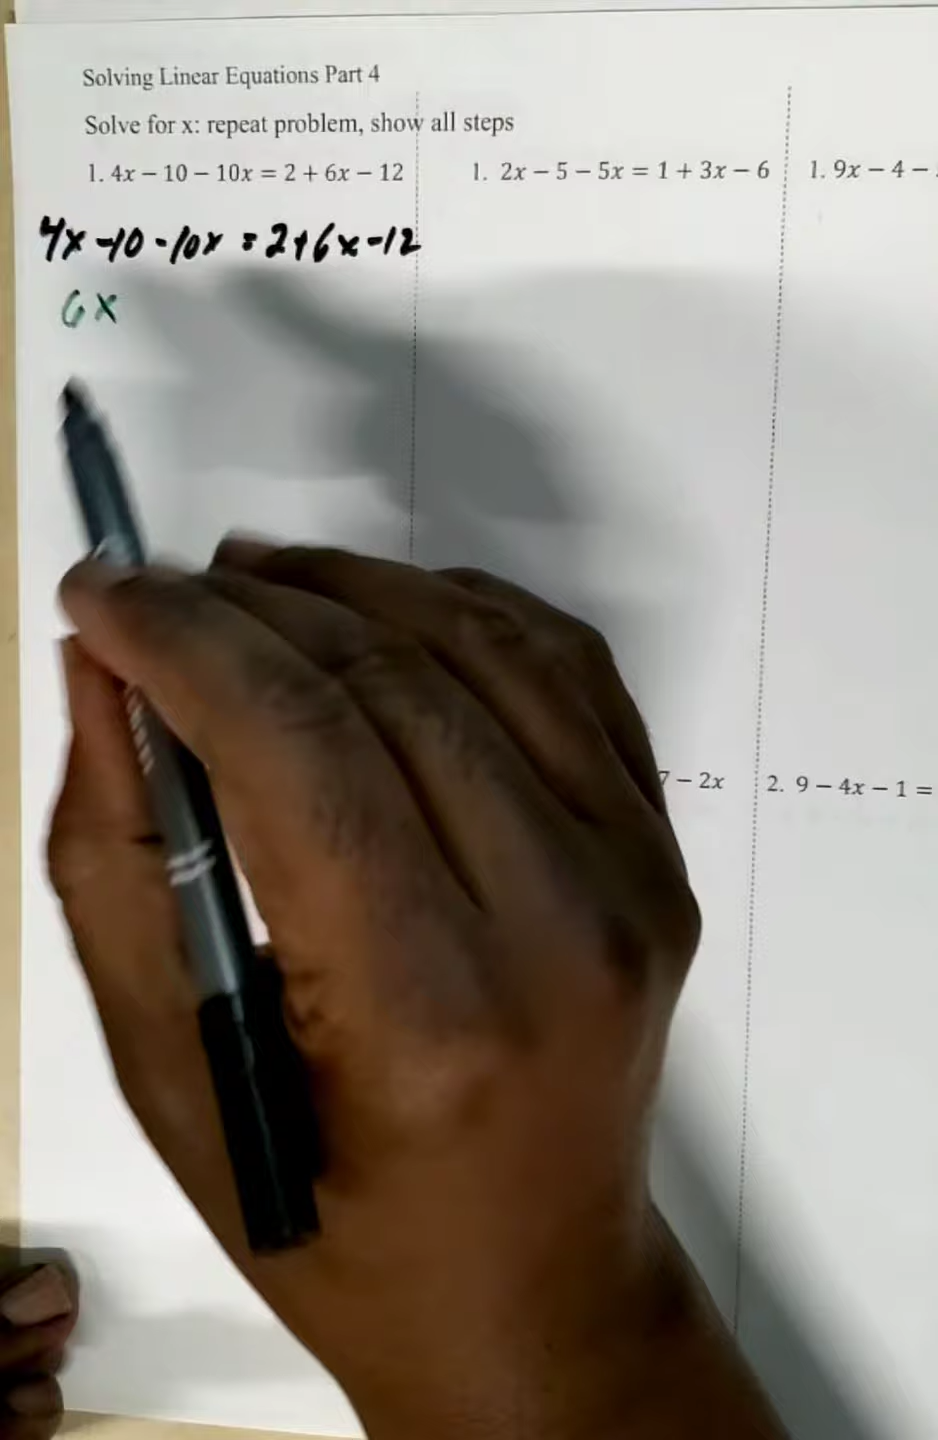 Solving Linear Equations Part 4
Solve for x: repeat problem, show all steps
1. 4x − 10 − 10x = 2 + 6x − 12
1. 2x − 5 − 5x = 1 + 3x − 6
1. 9x − 4 −
4x -10 - 10x = 2+6x-12
6x
7 − 2x
2. 9 − 4x − 1 =